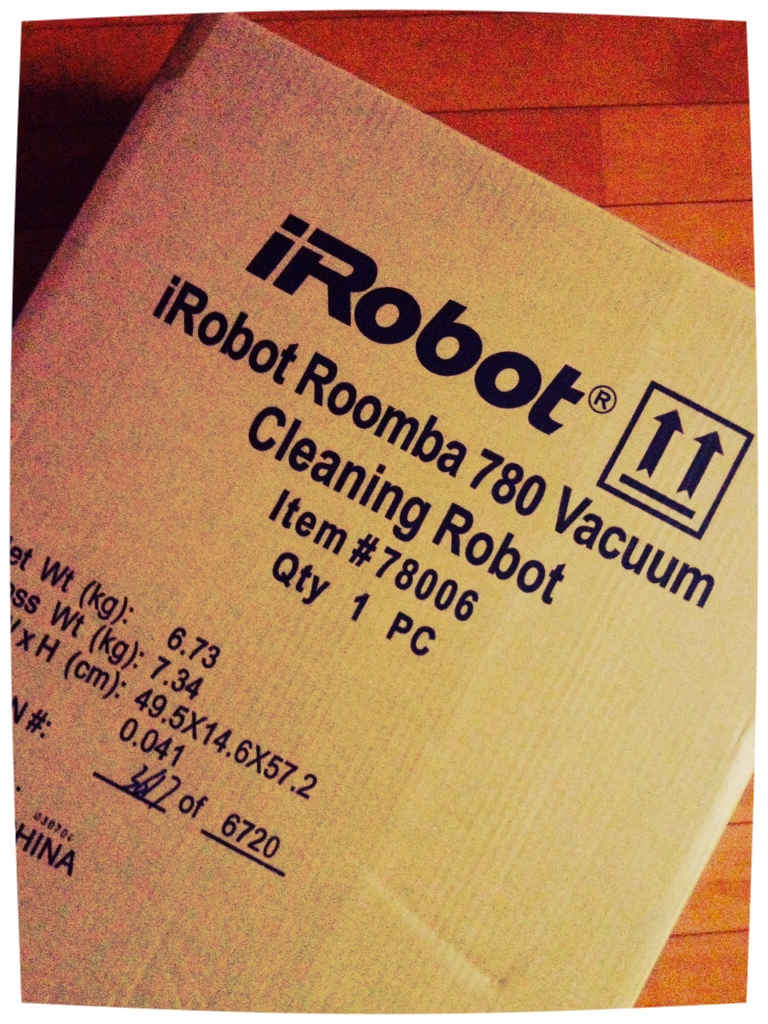 iRobot®
iRobot Roomba 780 Vacuum
Cleaning Robot
Item #78006
Qty 1 PC
et Wt (kg): 6.73
ss Wt (kg): 7.34
x H (cm): 49.5X14.6X57.2
0.041
N #: of 6720
HINA